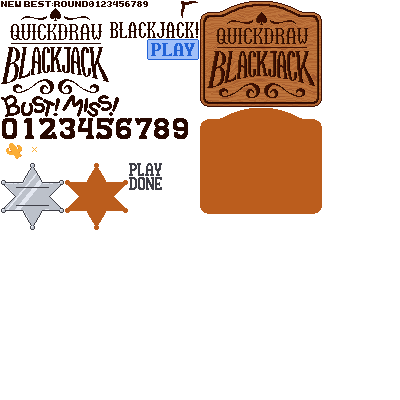 NEW BEST:ROUND0123456789
QUICKDRAW
BLACKJACK
BLACKJACK!
PLAY
QUICKDRAW
BLACKJACK
BUST! MISS!
0123456789
PLAY
DONE